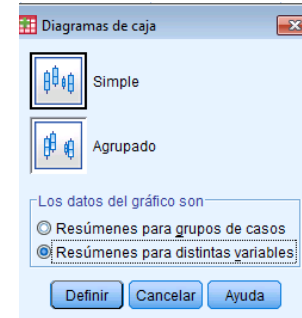 Diagramas de caja
Simple
Agrupado
Los datos del gráfico son
Resúmenes para grupos de casos
Resúmenes para distintas variables
Definir Cancelar Ayuda